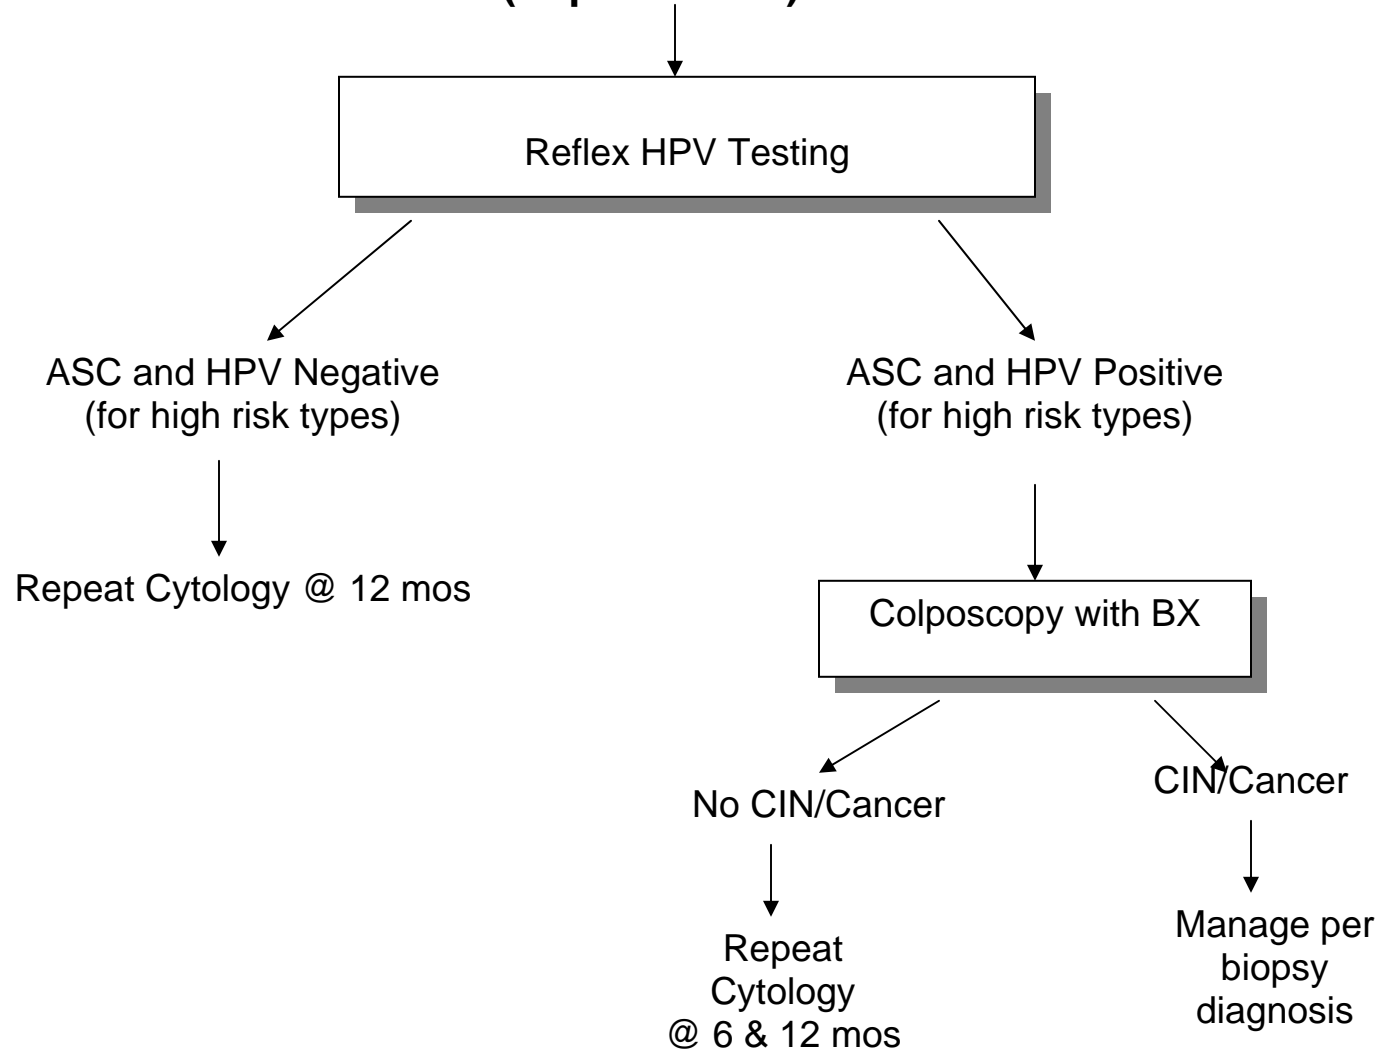 Reflex HPV Testing
ASC and HPV Negative
(for high risk types)
Repeat Cytology @ 12 mos
ASC and HPV Positive
(for high risk types)
Colposcopy with BX
No CIN/Cancer
Repeat
Cytology
@ 6 & 12 mos
CIN/Cancer
Manage per
biopsy
diagnosis